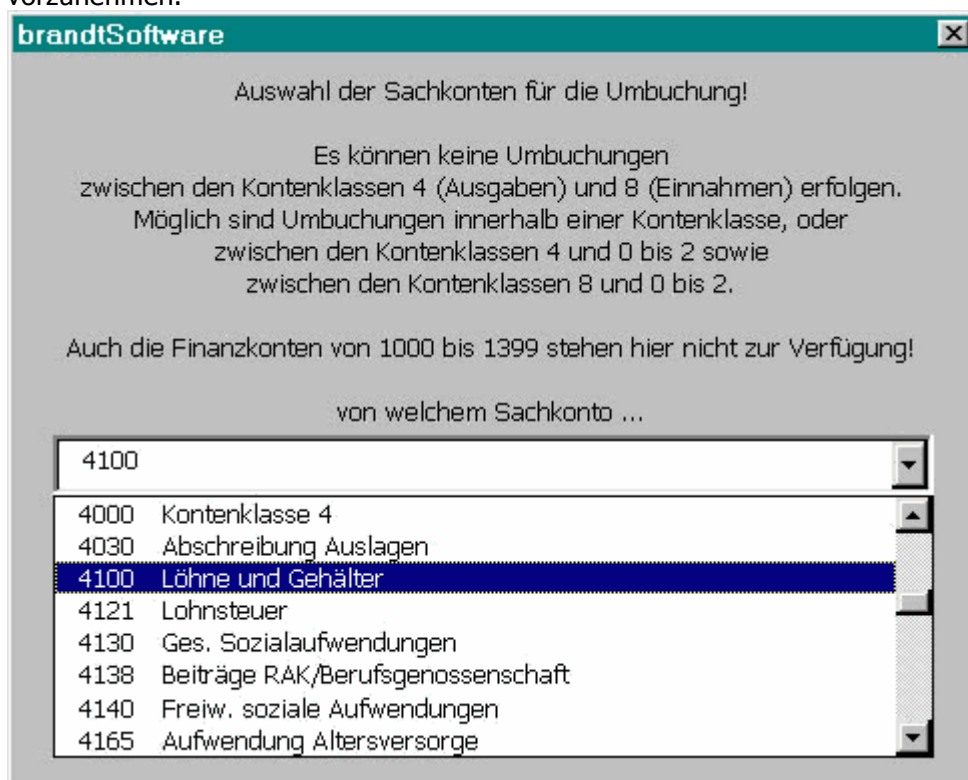 vorzunehmen.
brandtSoftware
Auswahl der Sachkonten für die Umbuchung!
Es können keine Umbuchungen
zwischen den Kontenklassen 4 (Ausgaben) und 8 (Einnahmen) erfolgen.
Möglich sind Umbuchungen innerhalb einer Kontenklasse, oder
zwischen den Kontenklassen 4 und 0 bis 2 sowie
zwischen den Kontenklassen 8 und 0 bis 2.
Auch die Finanzkonten von 1000 bis 1399 stehen hier nicht zur Verfügung!
von welchem Sachkonto ...
4100
4000 Kontenklasse 4
4030 Abschreibung Auslagen
4100 Löhne und Gehälter
4121 Lohnsteuer
4130 Ges. Sozialaufwendungen
4138 Beiträge RAK/Berufsgenossenschaft
4140 Freiw. soziale Aufwendungen
4165 Aufwendung Altersversorge